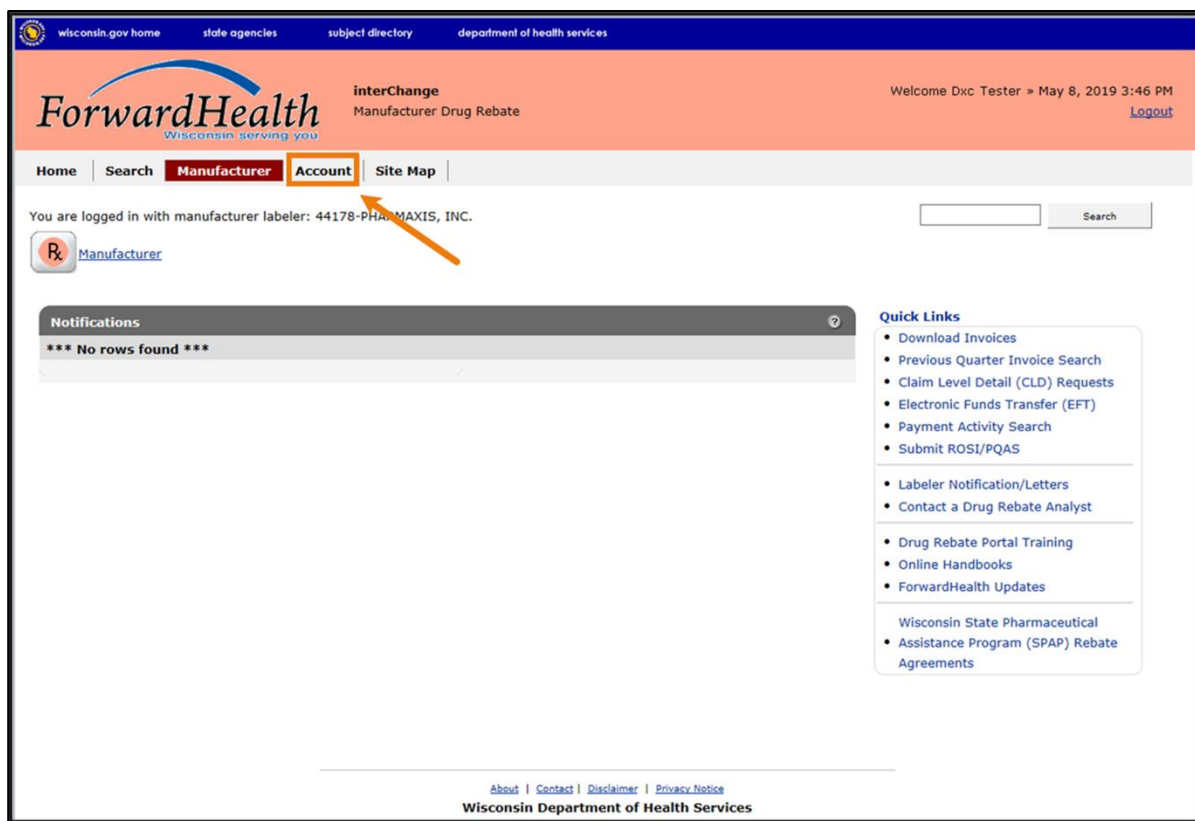 wisconsin.gov home state agencies subject directory department of health services
ForwardHealth
Wisconsin serving you
interChange
Manufacturer Drug Rebate
Welcome Dxc Tester » May 8, 2019 3:46 PM
Logout
Home Search Manufacturer Account Site Map
You are logged in with manufacturer labeler: 44178-PHARMAXIS, INC.
Search
Manufacturer
Notifications
*** No rows found ***
Quick Links
• Download Invoices
• Previous Quarter Invoice Search
• Claim Level Detail (CLD) Requests
• Electronic Funds Transfer (EFT)
• Payment Activity Search
• Submit ROSI/PQAS
• Labeler Notification/Letters
• Contact a Drug Rebate Analyst
• Drug Rebate Portal Training
• Online Handbooks
• ForwardHealth Updates
Wisconsin State Pharmaceutical
• Assistance Program (SPAP) Rebate
Agreements
About | Contact | Disclaimer | Privacy Notice
Wisconsin Department of Health Services